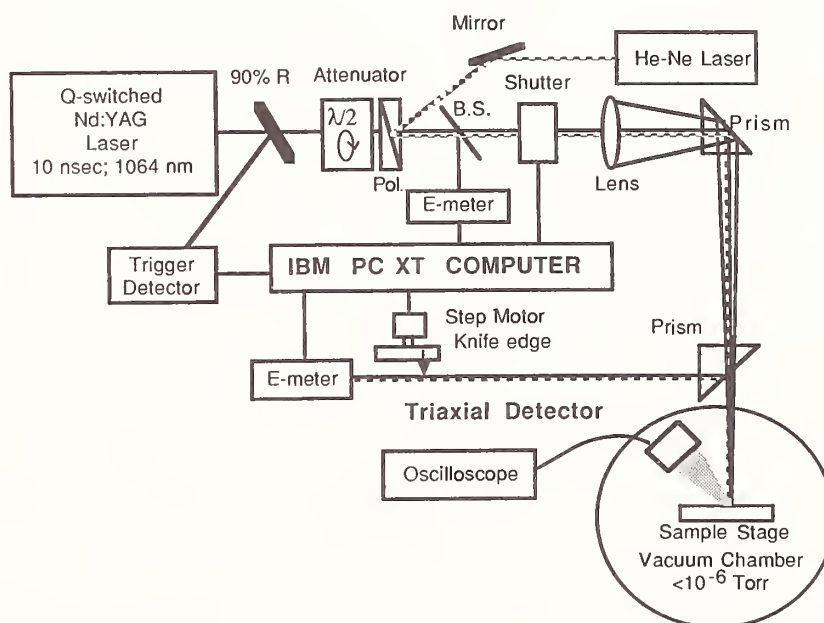 Mirror
He-Ne Laser
90% R
Attenuator
Shutter
Q-switched
Nd:YAG
Laser
10 nsec; 1064 nm
λ/2
B.S.
Prism
Pol.
Lens
E-meter
Trigger
Detector
IBM PC XT COMPUTER
Step Motor
Knife edge
Prism
E-meter
Triaxial Detector
Oscilloscope
Sample Stage
Vacuum Chamber
<10⁻⁶ Torr